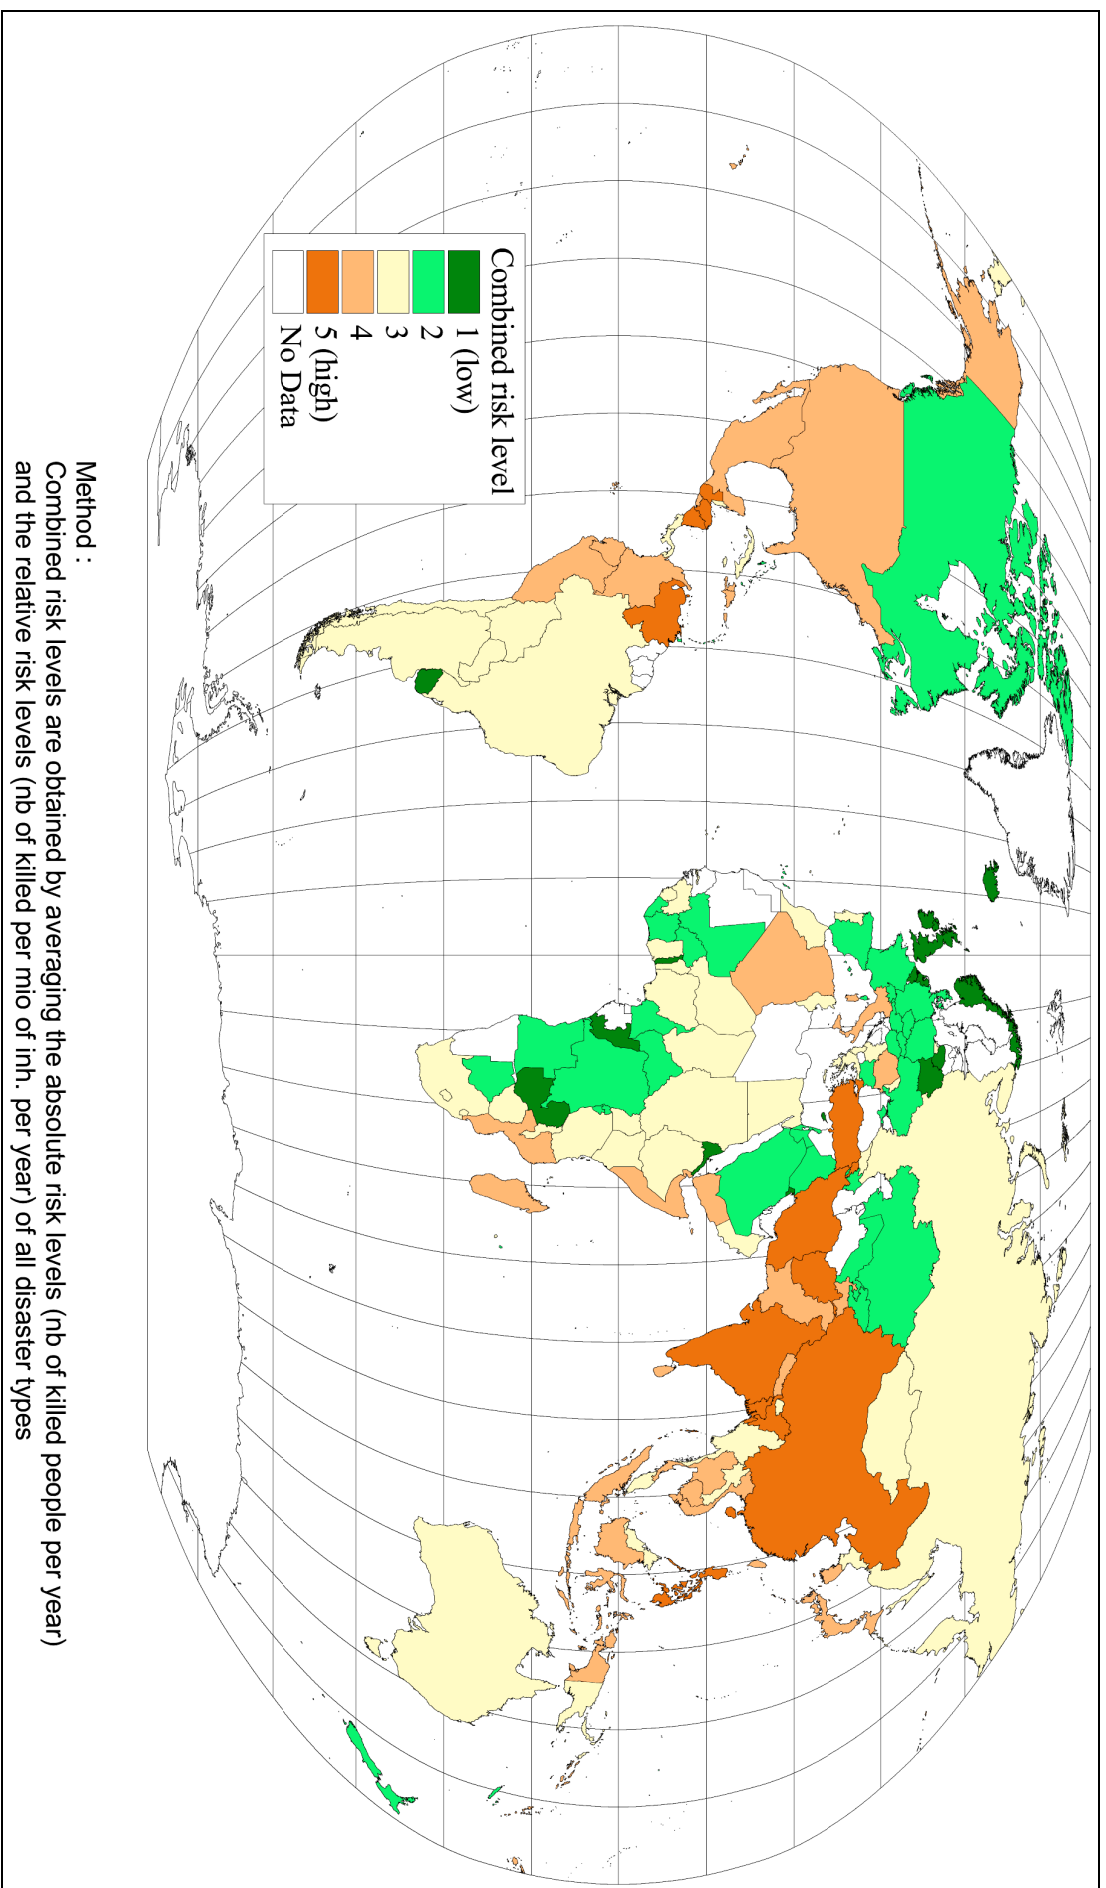 Combined risk level
1 (low)
2
3
4
5 (high)
No Data
Method :
Combined risk levels are obtained by averaging the absolute risk levels (nb of killed people per year)
and the relative risk levels (nb of killed per mio of inh. per year) of all disaster types